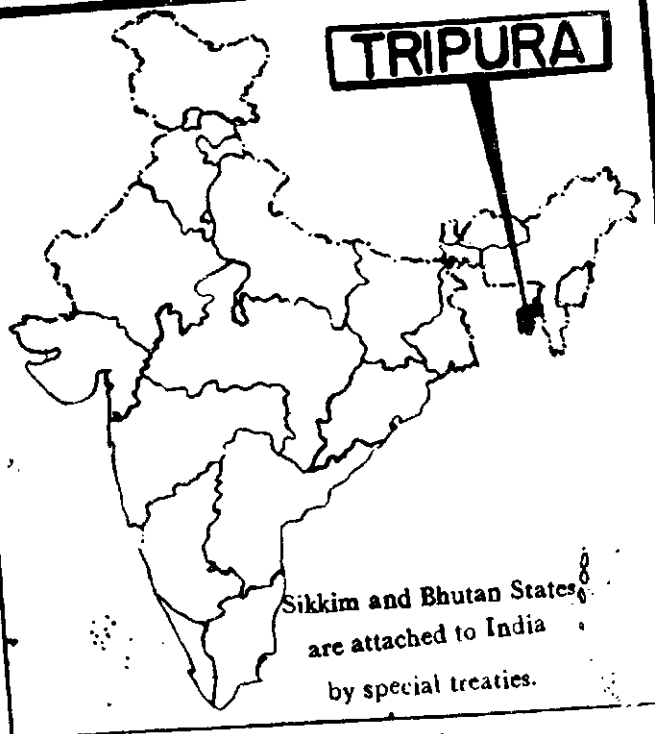 TRIPURA
Sikkim and Bhutan States
are attached to India
by special treaties.